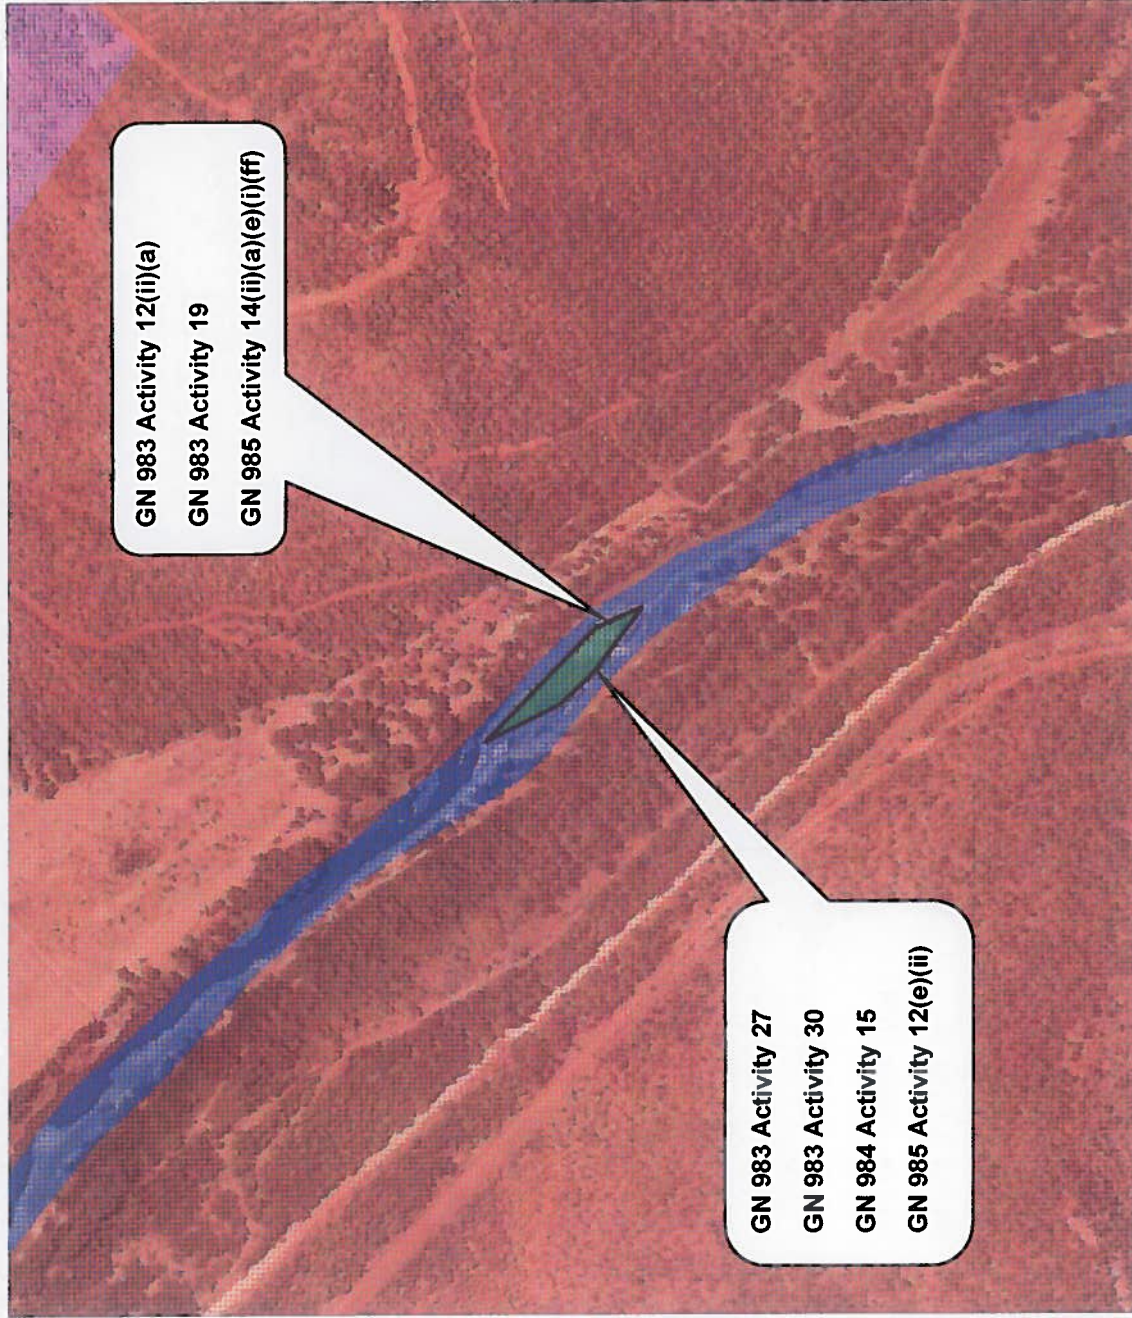 GN 983 Activity 12(ii)(a)
GN 983 Activity 19
GN 985 Activity 14(ii)(a)(e)(i)(ff)
GN 983 Activity 27
GN 983 Activity 30
GN 984 Activity 15
GN 985 Activity 12(e)(ii)